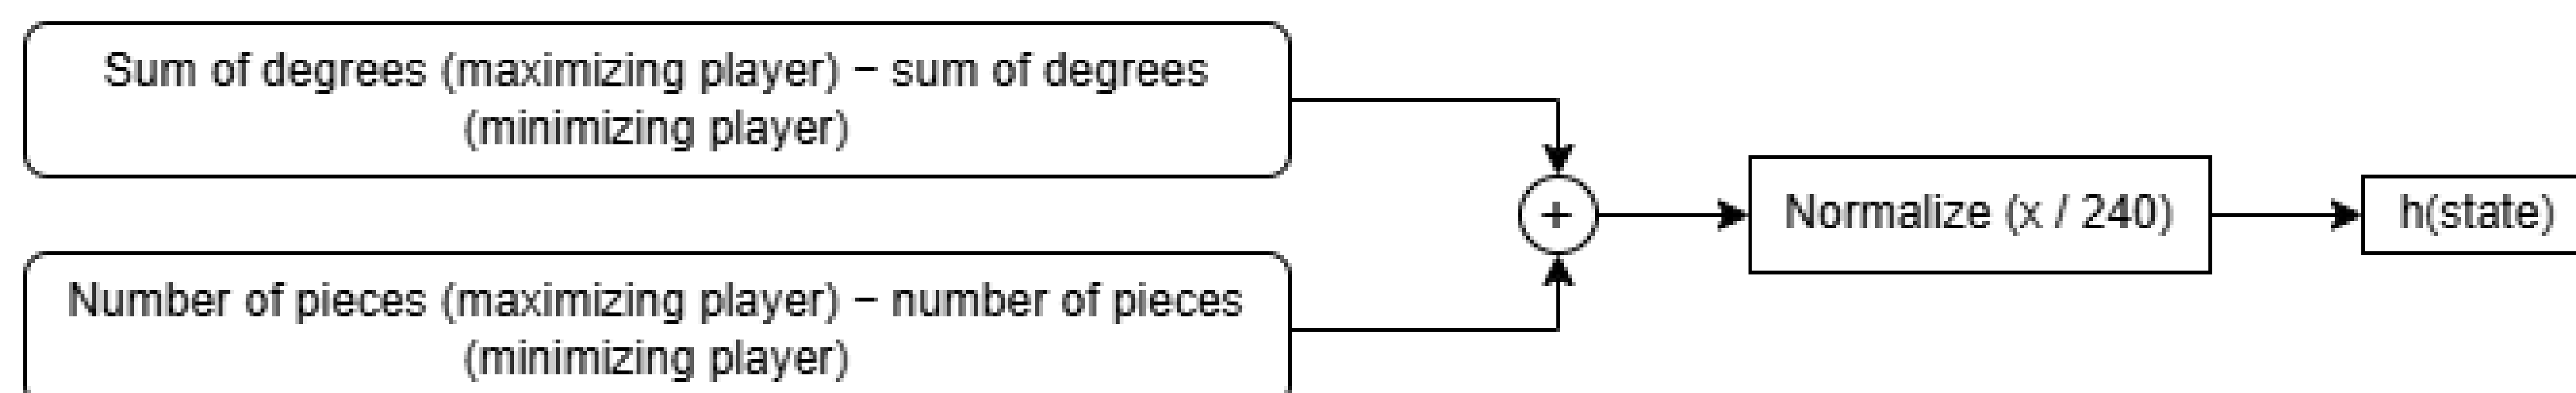 Sum of degrees (maximizing player) − sum of degrees
(minimizing player)
+
Normalize (x / 240)
h(state)
Number of pieces (maximizing player) − number of pieces
(minimizing player)